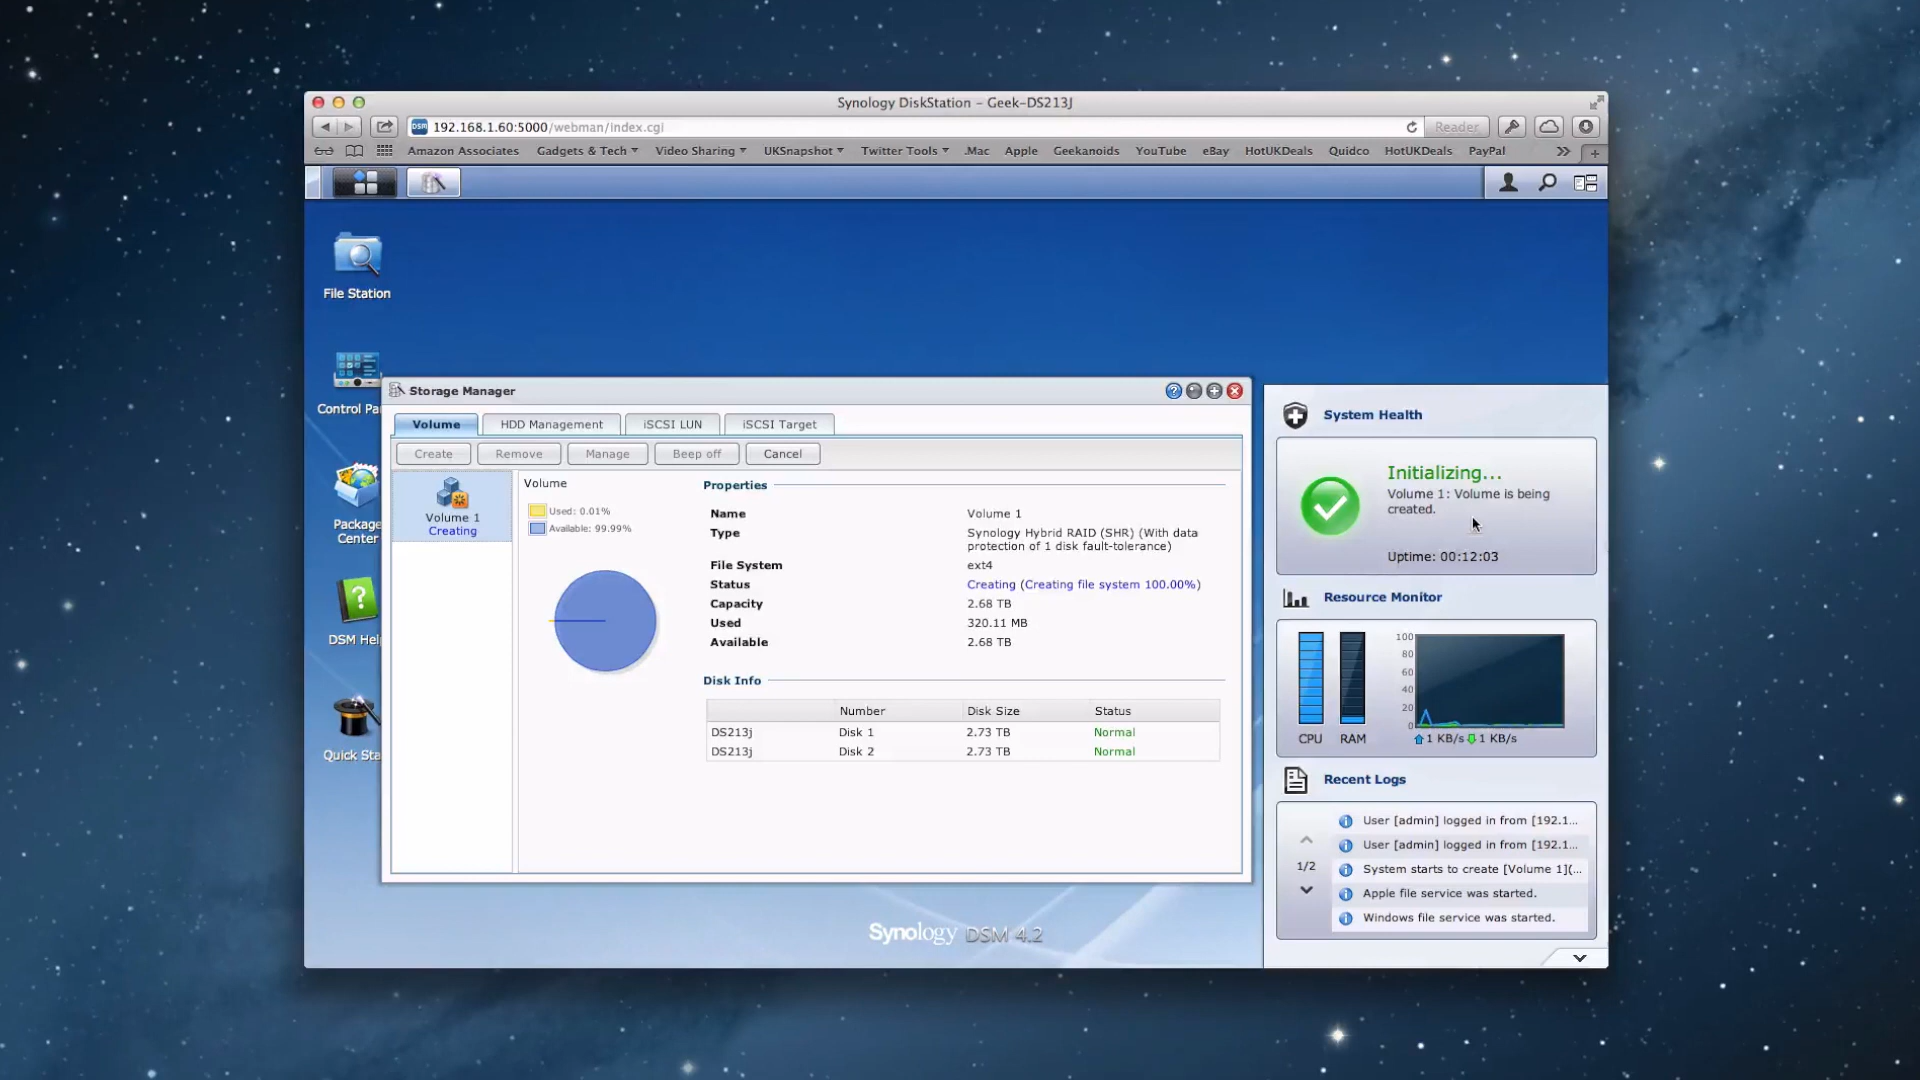 Synology DiskStation – Geek-DS213J
DSM 192.168.1.60:5000/webman/index.cgi
Reader
Amazon Associates Gadgets & Tech Video Sharing UKSnapshot Twitter Tools .Mac Apple Geekanoids YouTube eBay HotUKDeals Quidco HotUKDeals PayPal
File Station
Control Pa
Package
Center
DSM Hel
Quick Sta
Storage Manager
Volume HDD Management iSCSI LUN iSCSI Target
Create Remove Manage Beep off Cancel
Volume 1
Creating
Volume
Used: 0.01%
Available: 99.99%
Properties
Name Volume 1
Type Synology Hybrid RAID (SHR) (With data
protection of 1 disk fault-tolerance)
File System ext4
Status Creating (Creating file system 100.00%)
Capacity 2.68 TB
Used 320.11 MB
Available 2.68 TB
Disk Info
Number Disk Size Status
DS213j Disk 1 2.73 TB Normal
DS213j Disk 2 2.73 TB Normal
System Health
Initializing...
Volume 1: Volume is being
created.
Uptime: 00:12:03
Resource Monitor
100
80
60
40
20
0
CPU RAM 1 KB/s 1 KB/s
Recent Logs
User [admin] logged in from [192.1...
User [admin] logged in from [192.1...
1/2
System starts to create [Volume 1](...
Apple file service was started.
Windows file service was started.
Synology DSM 4.2